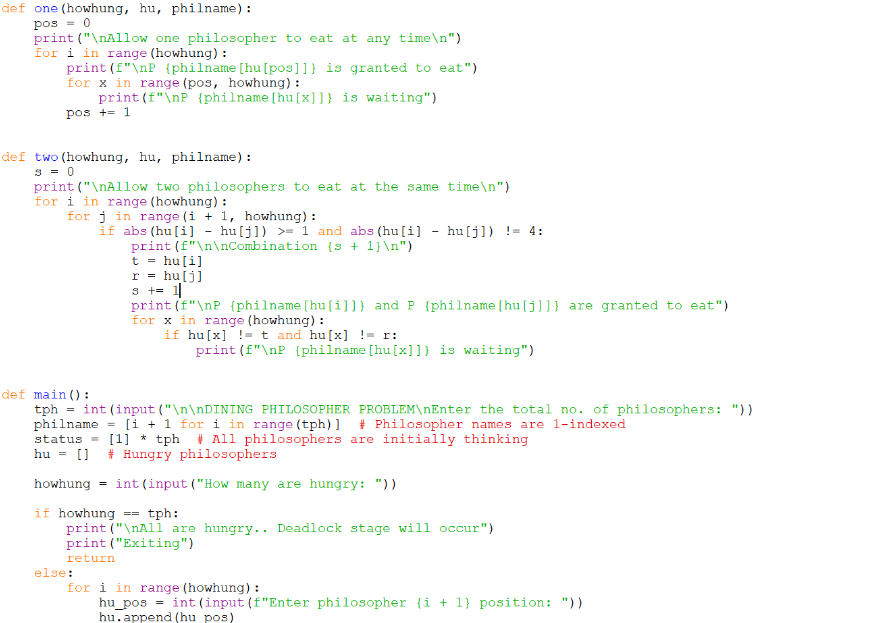 def one(howhung, hu, philname):
    pos = 0
    print("\nAllow one philosopher to eat at any time\n")
    for i in range(howhung):
        print(f"\nP {philname[hu[pos]]} is granted to eat")
        for x in range(pos, howhung):
            print(f"\nP {philname[hu[x]]} is waiting")
        pos += 1
def two(howhung, hu, philname):
    s = 0
    print("\nAllow two philosophers to eat at the same time\n")
    for i in range(howhung):
        for j in range(i + 1, howhung):
            if abs(hu[i] - hu[j]) >= 1 and abs(hu[i] - hu[j]) != 4:
                print(f"\n\nCombination {s + 1}\n")
                t = hu[i]
                r = hu[j]
                s += 1
                print(f"\nP {philname[hu[i]]} and P {philname[hu[j]]} are granted to eat")
                for x in range(howhung):
                    if hu[x] != t and hu[x] != r:
                        print(f"\nP {philname[hu[x]]} is waiting")
def main():
    tph = int(input("\n\nDINING PHILOSOPHER PROBLEM\nEnter the total no. of philosophers: "))
    philname = [i + 1 for i in range(tph)]  # Philosopher names are 1-indexed
    status = [1] * tph  # All philosophers are initially thinking
    hu = []  # Hungry philosophers
    howhung = int(input("How many are hungry: "))
    if howhung == tph:
        print("\nAll are hungry.. Deadlock stage will occur")
        print("Exiting")
        return
    else:
        for i in range(howhung):
            hu_pos = int(input(f"Enter philosopher {i + 1} position: "))
            hu.append(hu_pos)